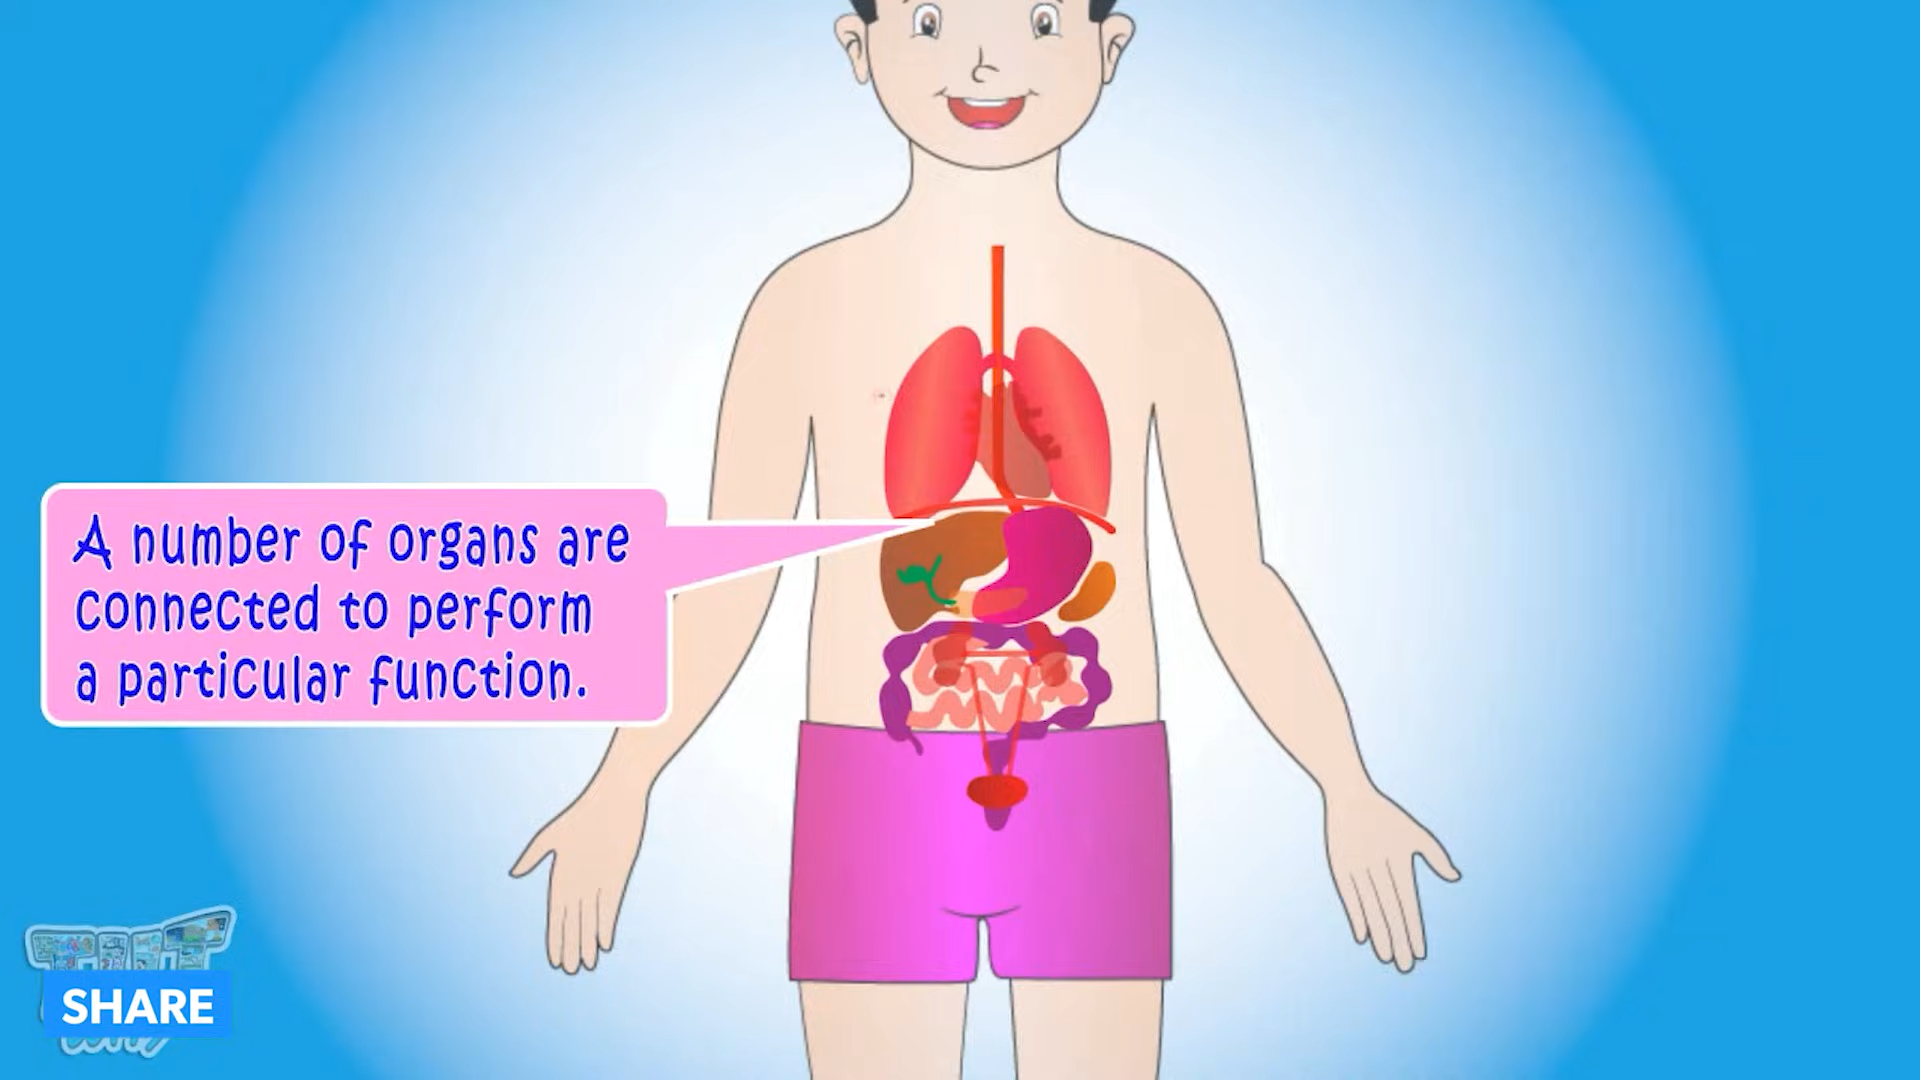 A number of organs are
connected to perform
a particular function.
SHARE